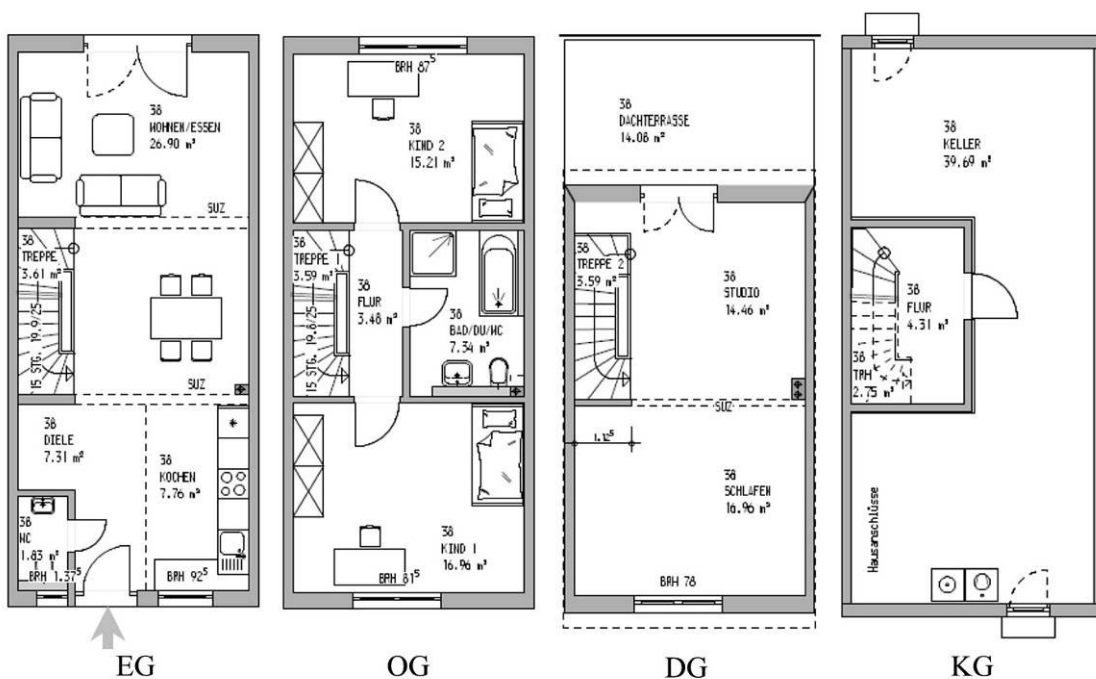 38
WOHNEN/ESSEN
26.90 m²
SUZ
38
TREPPE
3.61 m²
15 STG. 19.9/25
SUZ
38
DIELE
7.31 m²
38
KOCHEN
7.76 m²
38
WC
1.83 m²
BRH 1.37⁵
BRH 92⁵
EG
BRH 87⁵
38
KIND 2
15.21 m²
38
TREPPE 1
3.59 m²
15 STG. 19.8/25
38
FLUR
3.48 m²
38
BAD/DU/WC
7.34 m²
38
KIND 1
16.96 m²
BRH 81⁵
OG
38
DACHTERRASSE
14.08 m²
38
TREPPE 2
3.59 m²
38
STUDIO
14.46 m²
SUZ
1.12⁵
38
SCHLAFEN
16.96 m²
BRH 78
DG
38
KELLER
39.69 m²
38
FLUR
4.31 m²
38
TRH
2.75 m²
Hausanschlüsse
KG